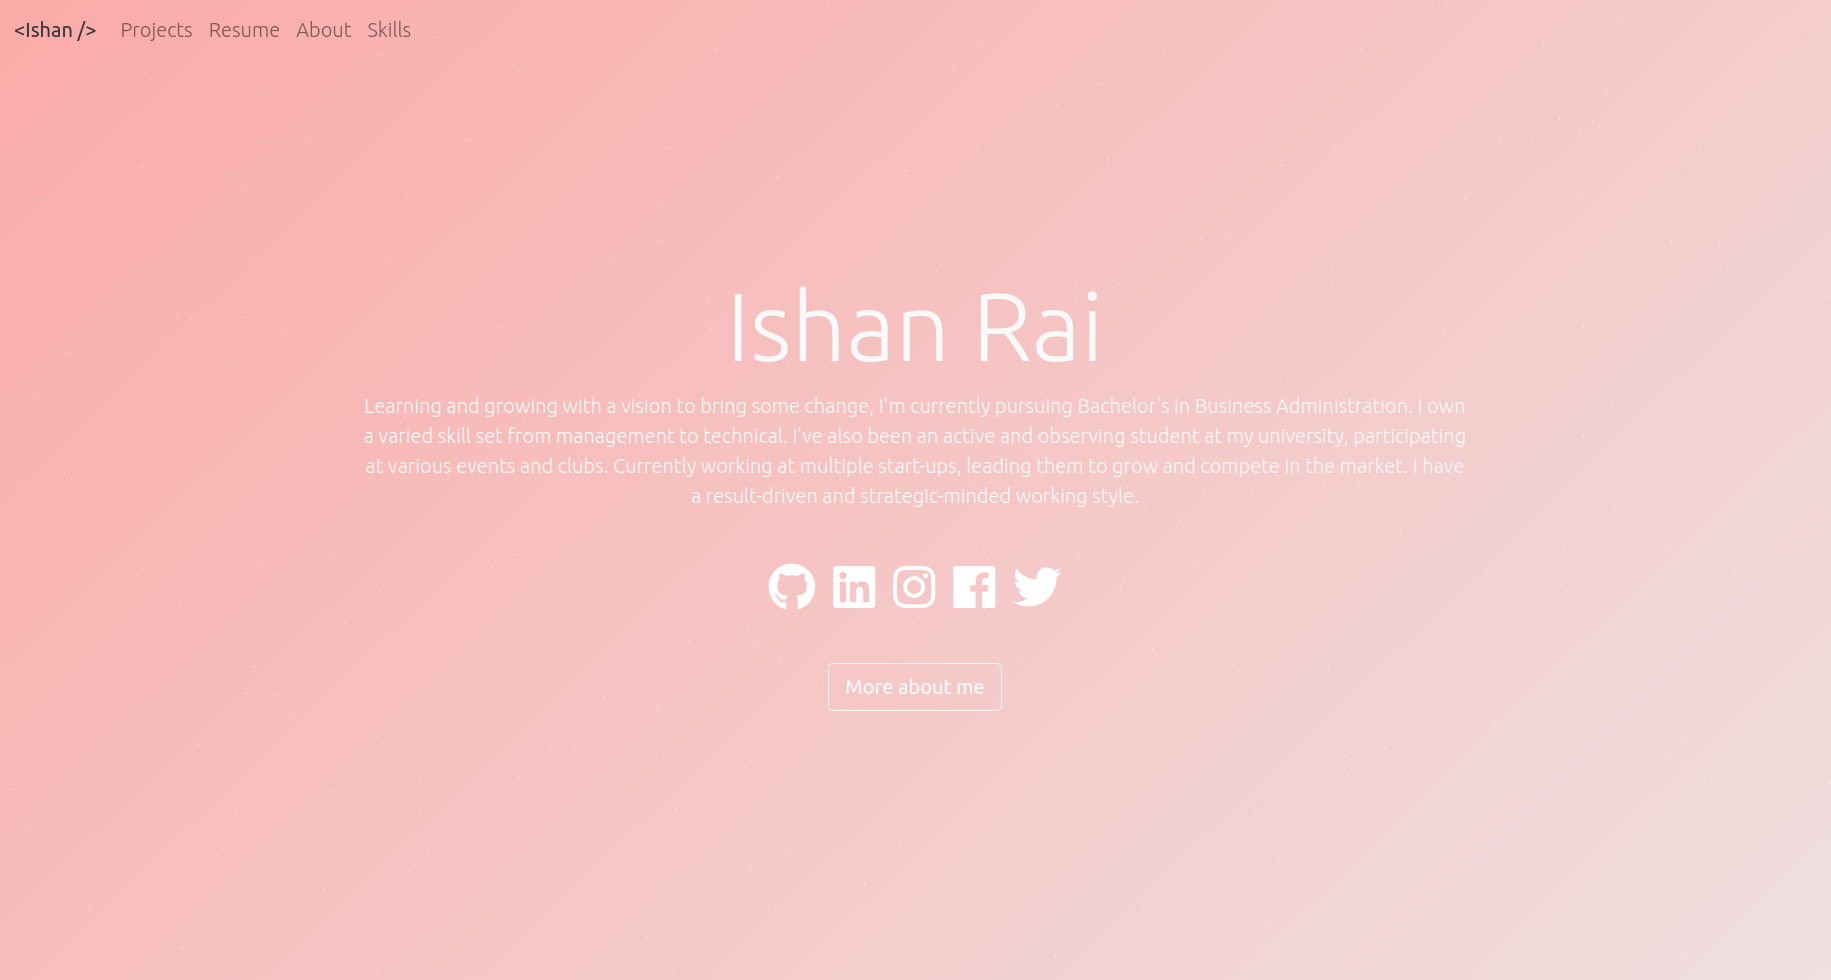 <Ishan /> Projects Resume About Skills
Ishan Rai
Learning and growing with a vision to bring some change, I'm currently pursuing Bachelor's in Business Administration. I own
a varied skill set from management to technical. I’ve also been an active and observing student at my university, participating
at various events and clubs. Currently working at multiple start-ups, leading them to grow and compete in the market. I have
a result-driven and strategic-minded working style.
in
More about me